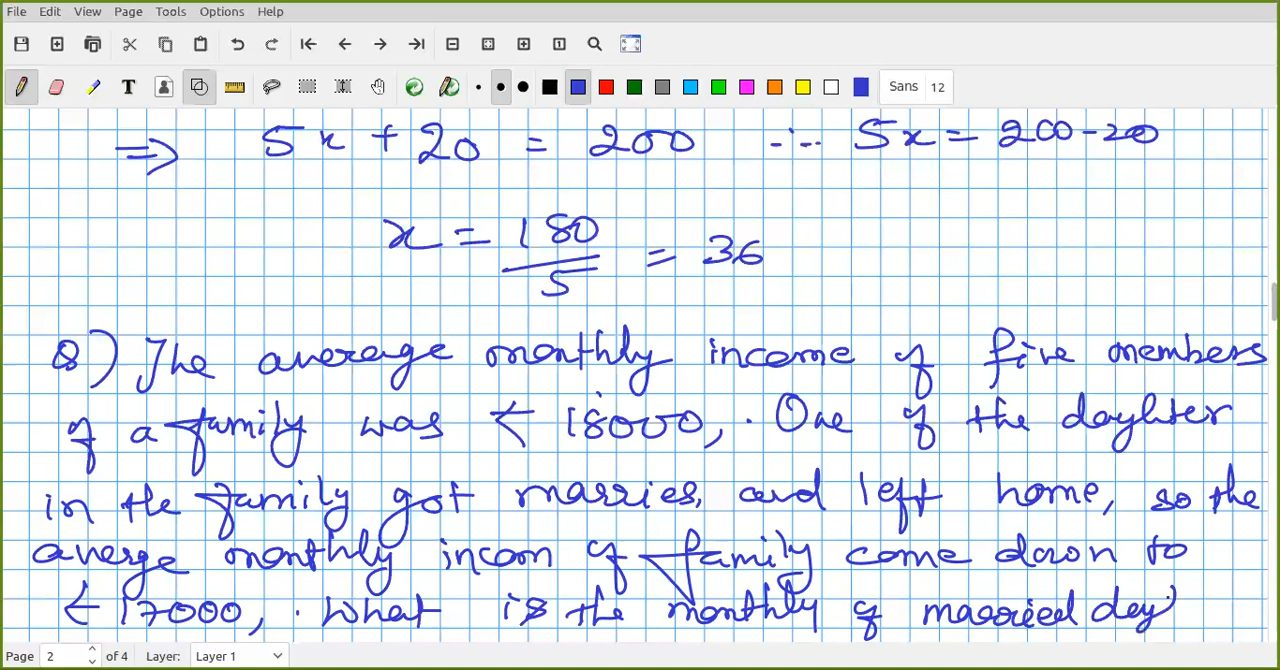 File Edit View Page Tools Options Help
Sans 12
⇒ 5x + 20 = 200 ∴ 5x = 200-20
x = 180/5 = 36
Q) The average monthly income of five members
of a family was ₹ 18000, . One of the dayhter
in the family got marries, and left home, so the
averge monthly incom of family come down to
₹ 17000, . What is the monthly of married day
Page 2 of 4 Layer: Layer 1